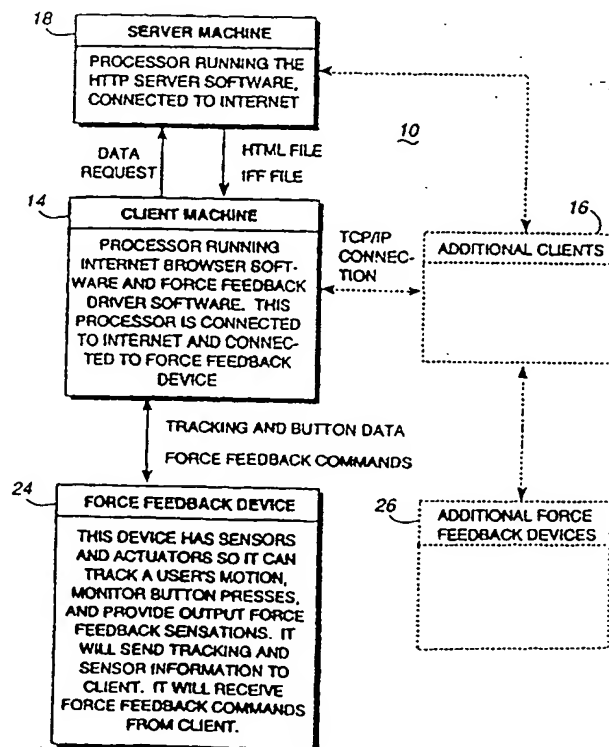 18
SERVER MACHINE
PROCESSOR RUNNING THE
HTTP SERVER SOFTWARE,
CONNECTED TO INTERNET
10
DATA
REQUEST
HTML FILE
IFF FILE
14
CLIENT MACHINE
PROCESSOR RUNNING
INTERNET BROWSER SOFT-
WARE AND FORCE FEEDBACK
DRIVER SOFTWARE. THIS
PROCESSOR IS CONNECTED
TO INTERNET AND CONNEC-
TED TO FORCE FEEDBACK
DEVICE
TCP/IP
CONNEC-
TION
16
ADDITIONAL CLIENTS
TRACKING AND BUTTON DATA
FORCE FEEDBACK COMMANDS
24
FORCE FEEDBACK DEVICE
THIS DEVICE HAS SENSORS
AND ACTUATORS SO IT CAN
TRACK A USER'S MOTION,
MONITOR BUTTON PRESSES,
AND PROVIDE OUTPUT FORCE
FEEDBACK SENSATIONS. IT
WILL SEND TRACKING AND
SENSOR INFORMATION TO
CLIENT. IT WILL RECEIVE
FORCE FEEDBACK COMMANDS
FROM CLIENT.
26
ADDITIONAL FORCE
FEEDBACK DEVICES